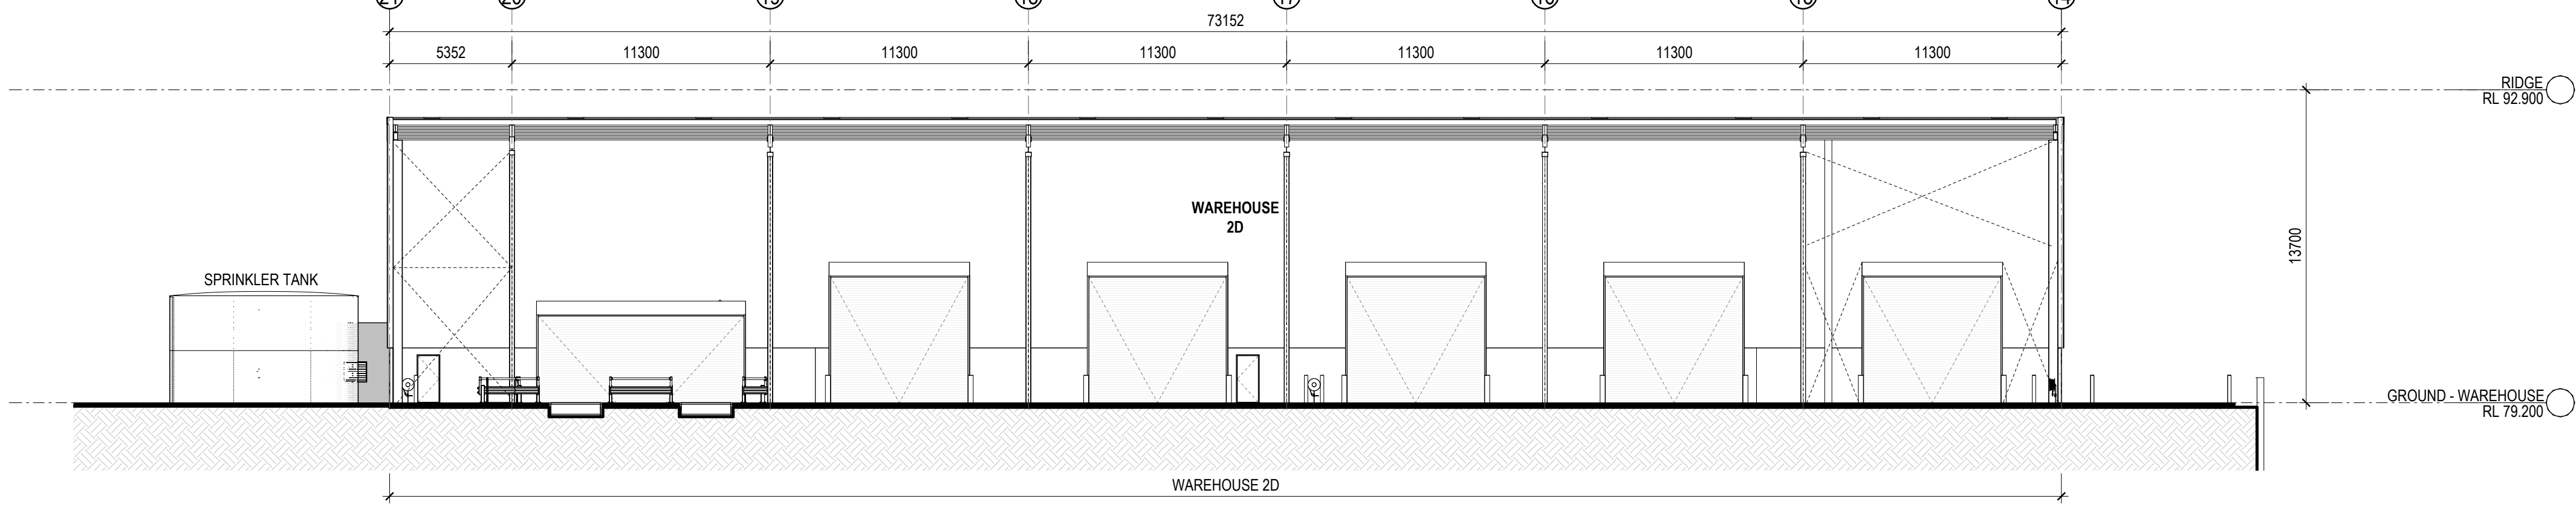 73152
5352 11300 11300 11300 11300 11300 11300
RIDGE
RL 92.900
WAREHOUSE
2D
13700
SPRINKLER TANK
GROUND - WAREHOUSE
RL 79.200
WAREHOUSE 2D